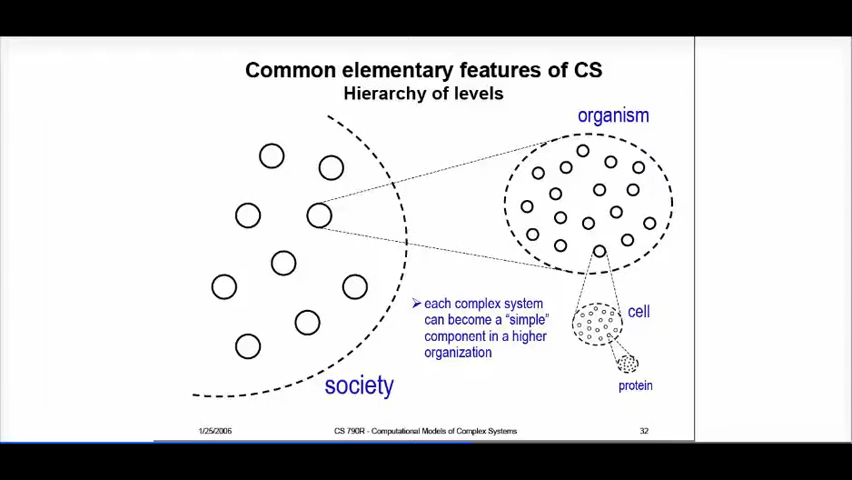 Common elementary features of CS
Hierarchy of levels
organism
➢ each complex system
can become a “simple”
component in a higher
organization
cell
protein
society
1/25/2006
CS 790R - Computational Models of Complex Systems
32